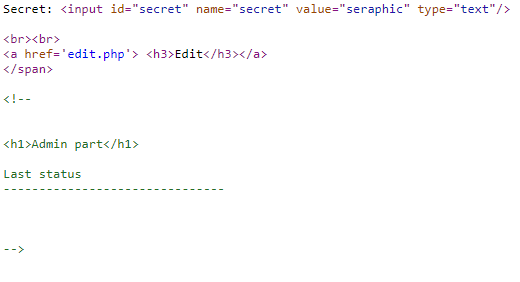 Secret: <input id="secret" name="secret" value="seraphic" type="text"/>
<br><br>
<a href='edit.php'> <h3>Edit</h3></a>
</span>
<!--
<h1>Admin part</h1>
Last status
-------------------------------
-->